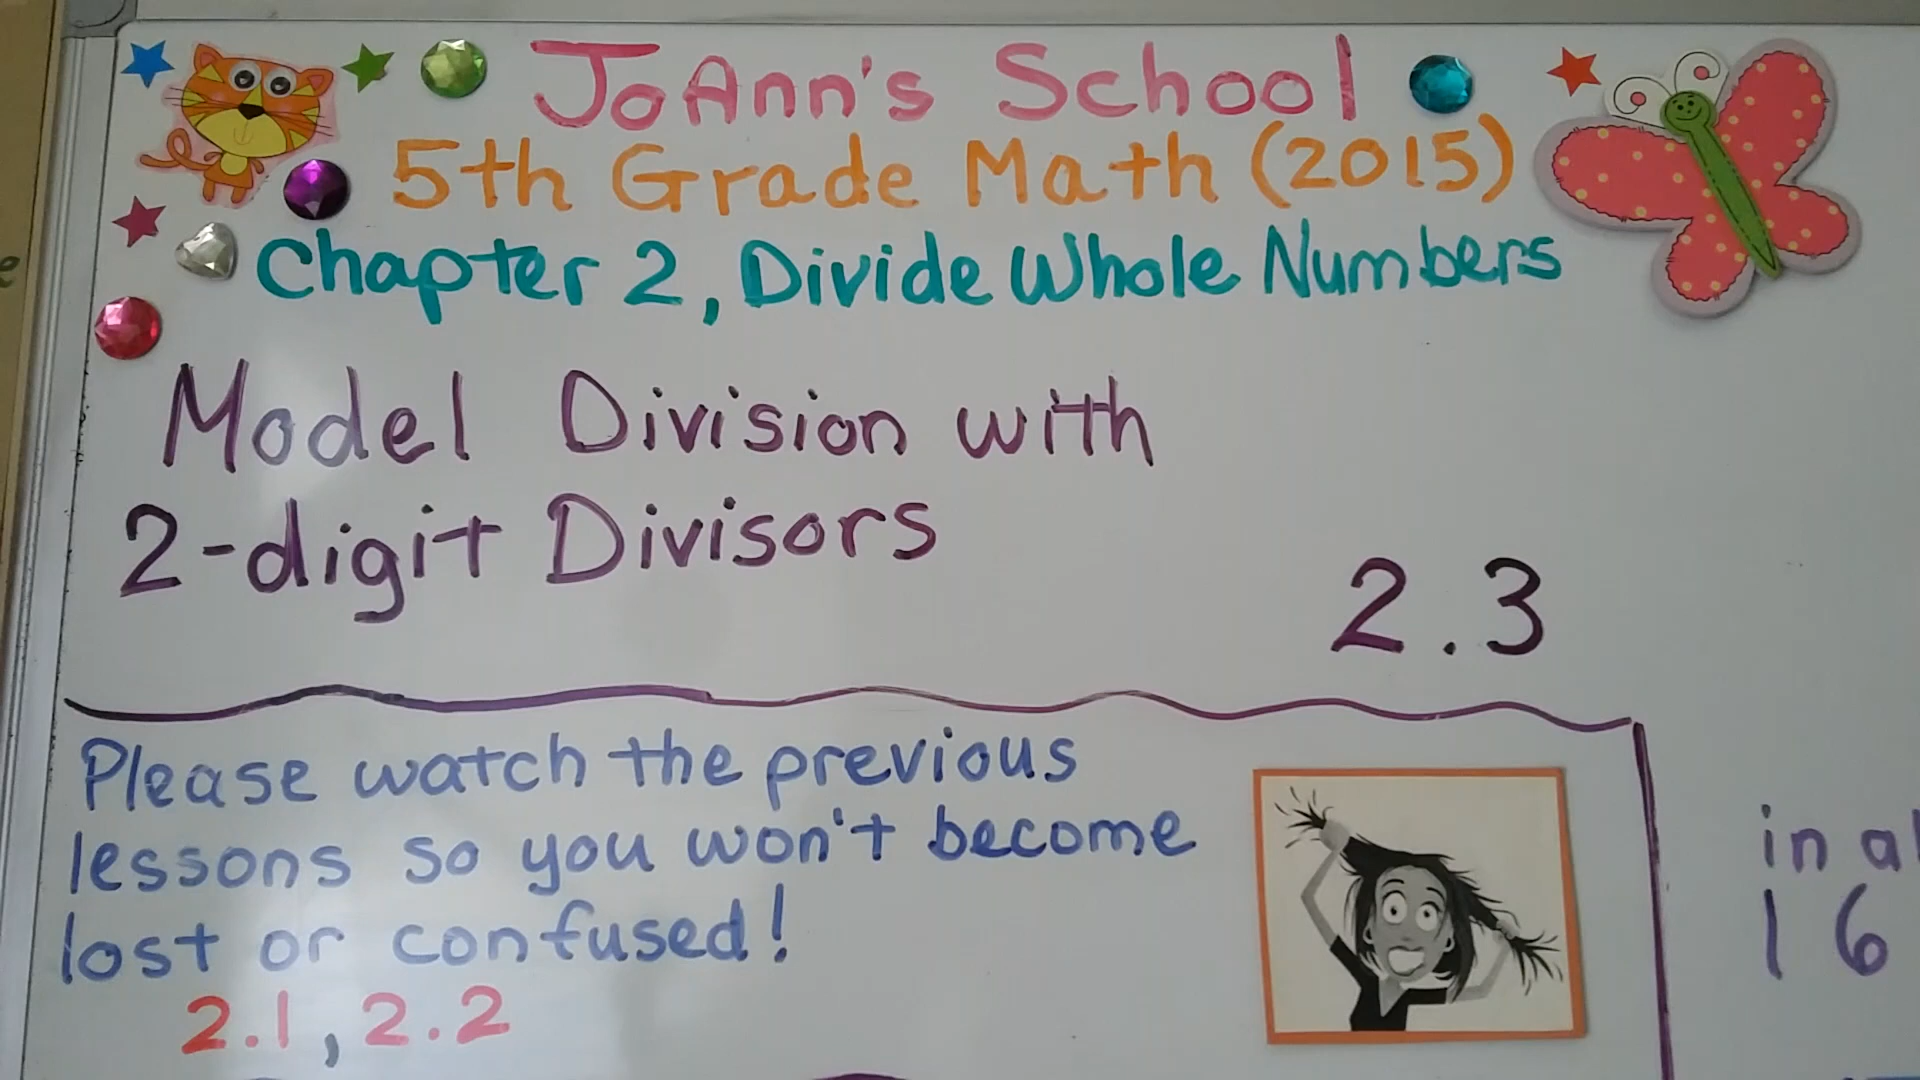 JoAnn's School
5th Grade Math (2015)
Chapter 2, Divide Whole Numbers
Model Division with
2-digit Divisors
2.3
Please watch the previous
lessons so you won't become
lost or confused!
2.1, 2.2
in al
16